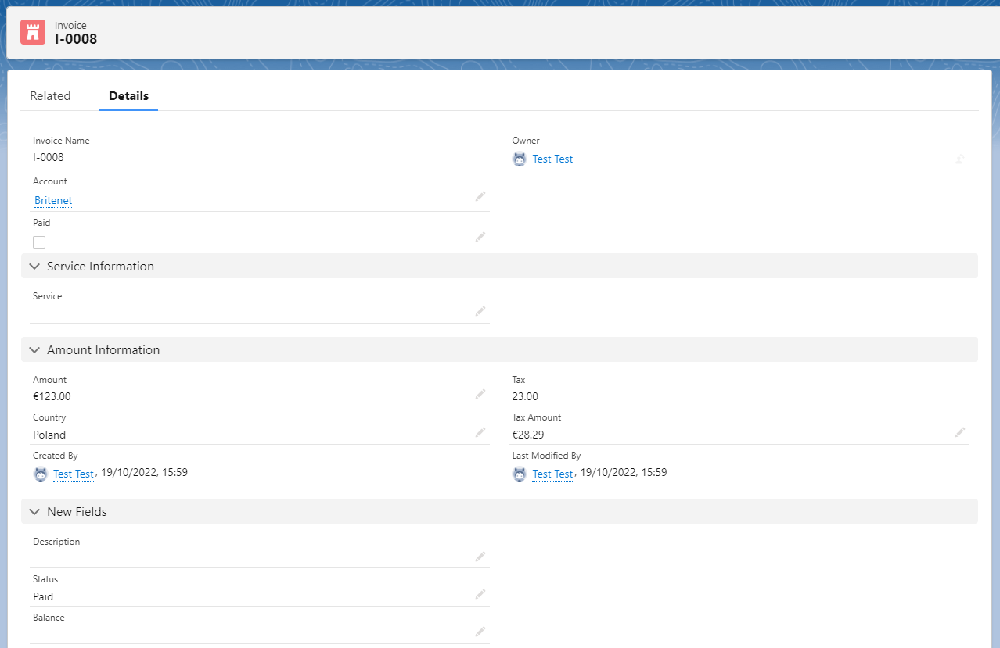 Invoice
I-0008
Related Details
Invoice Name
I-0008
Owner
Test Test
Account
Britenet
Paid
Service Information
Service
Amount Information
Amount
€123.00
Tax
23.00
Country
Poland
Tax Amount
€28.29
Created By
Test Test, 19/10/2022, 15:59
Last Modified By
Test Test, 19/10/2022, 15:59
New Fields
Description
Status
Paid
Balance